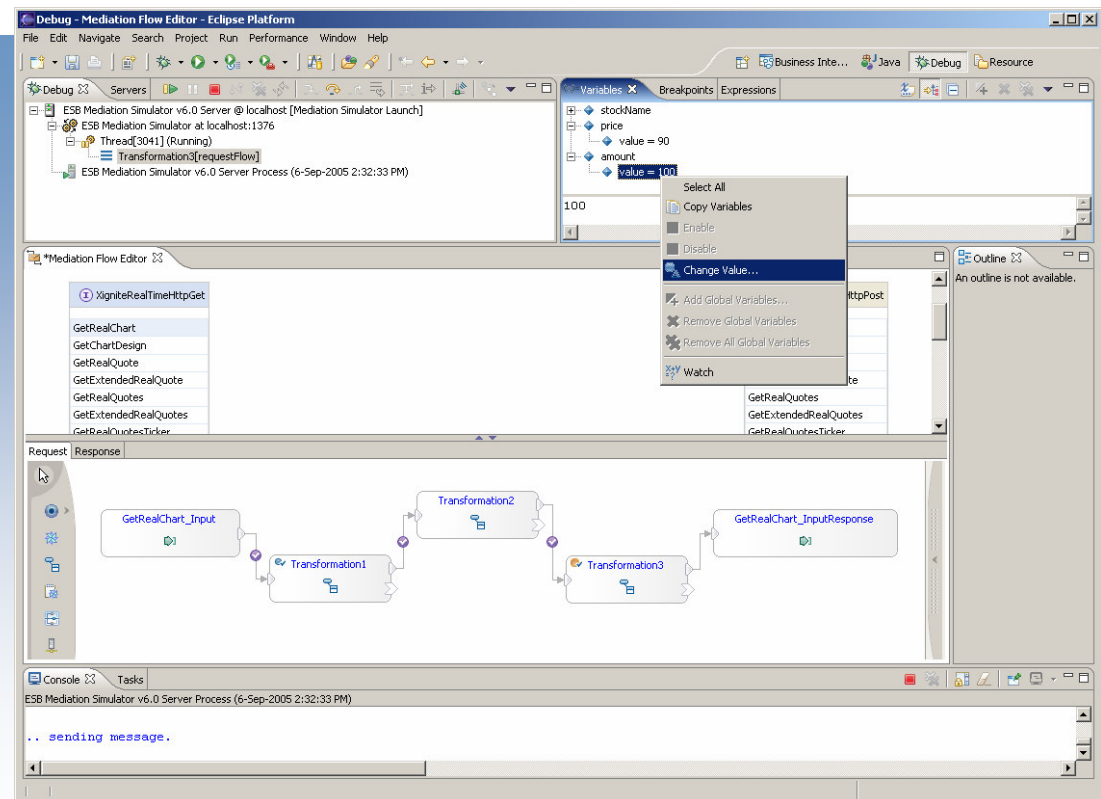 Debug - Mediation Flow Editor - Eclipse Platform
File Edit Navigate Search Project Run Performance Window Help
Business Inte... Java Debug Resource
Debug Servers
ESB Mediation Simulator v6.0 Server @ localhost [Mediation Simulator Launch]
ESB Mediation Simulator at localhost:1376
Thread[3041] (Running)
Transformation3[requestFlow]
ESB Mediation Simulator v6.0 Server Process (6-Sep-2005 2:32:33 PM)
Variables Breakpoints Expressions
stockName
price
value = 90
amount
value = 100
100
Select All
Copy Variables
Enable
Disable
Change Value...
Add Global Variables...
Remove Global Variables
Remove All Global Variables
Watch
*Mediation Flow Editor
XigniteRealTimeHttpGet
GetRealChart
GetChartDesign
GetRealQuote
GetExtendedRealQuote
GetRealQuotes
GetExtendedRealQuotes
GetRealQuotesTicker
HttpPost
te
GetRealQuotes
GetExtendedRealQuotes
GetRealQuotesTicker
Outline
An outline is not available.
Request Response
GetRealChart_Input
Transformation1
Transformation2
Transformation3
GetRealChart_InputResponse
Console Tasks
ESB Mediation Simulator v6.0 Server Process (6-Sep-2005 2:32:33 PM)
.. sending message.